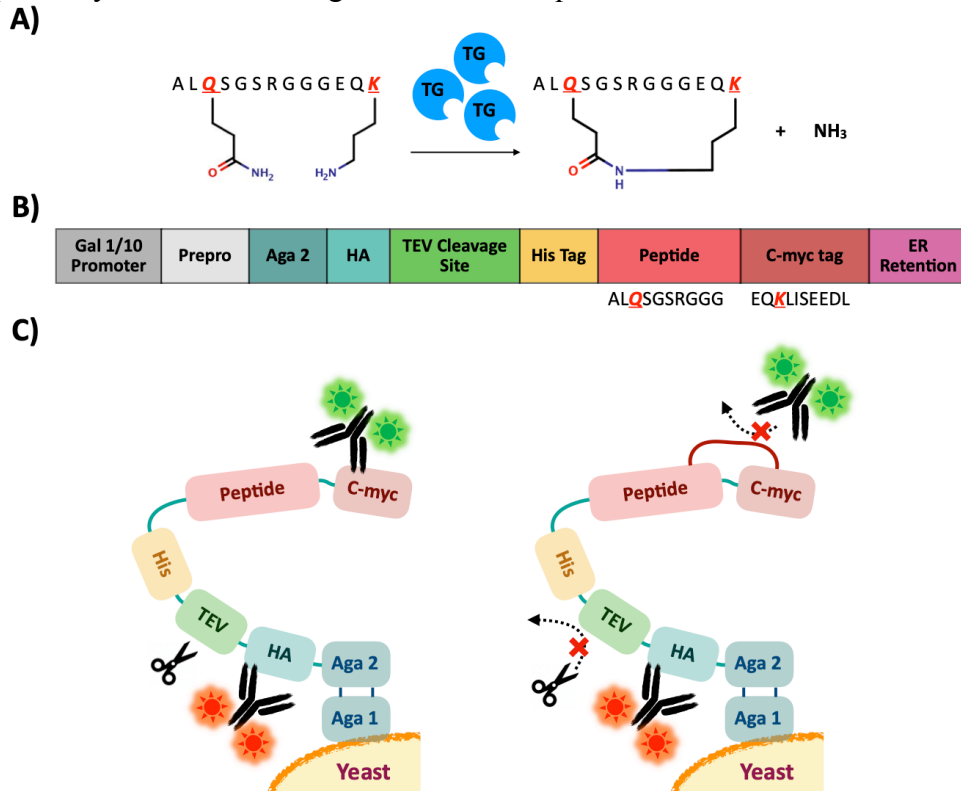 A)
A L Q S G S R G G G E Q K
TG
TG
TG
A L Q S G S R G G G E Q K
O
NH2
H2N
O
N
H
+ NH3
B)
Gal 1/10 Promoter
Prepro
Aga 2
HA
TEV Cleavage Site
His Tag
Peptide
C-myc tag
ER Retention
ALQSGSRGGG EQKLISEEDL
C)
Peptide
C-myc
His
TEV
HA
Aga 2
Aga 1
Yeast
Peptide
C-myc
His
TEV
HA
Aga 2
Aga 1
Yeast